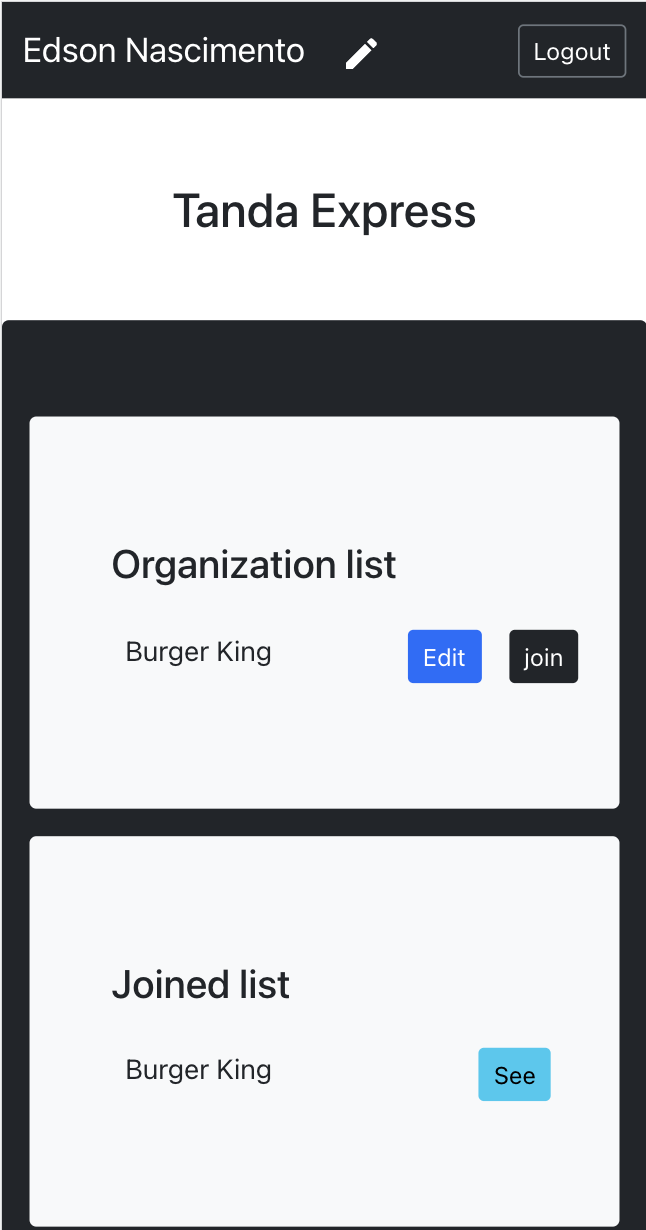 Edson Nascimento Logout
Tanda Express
Organization list
Burger King Edit join
Joined list
Burger King See